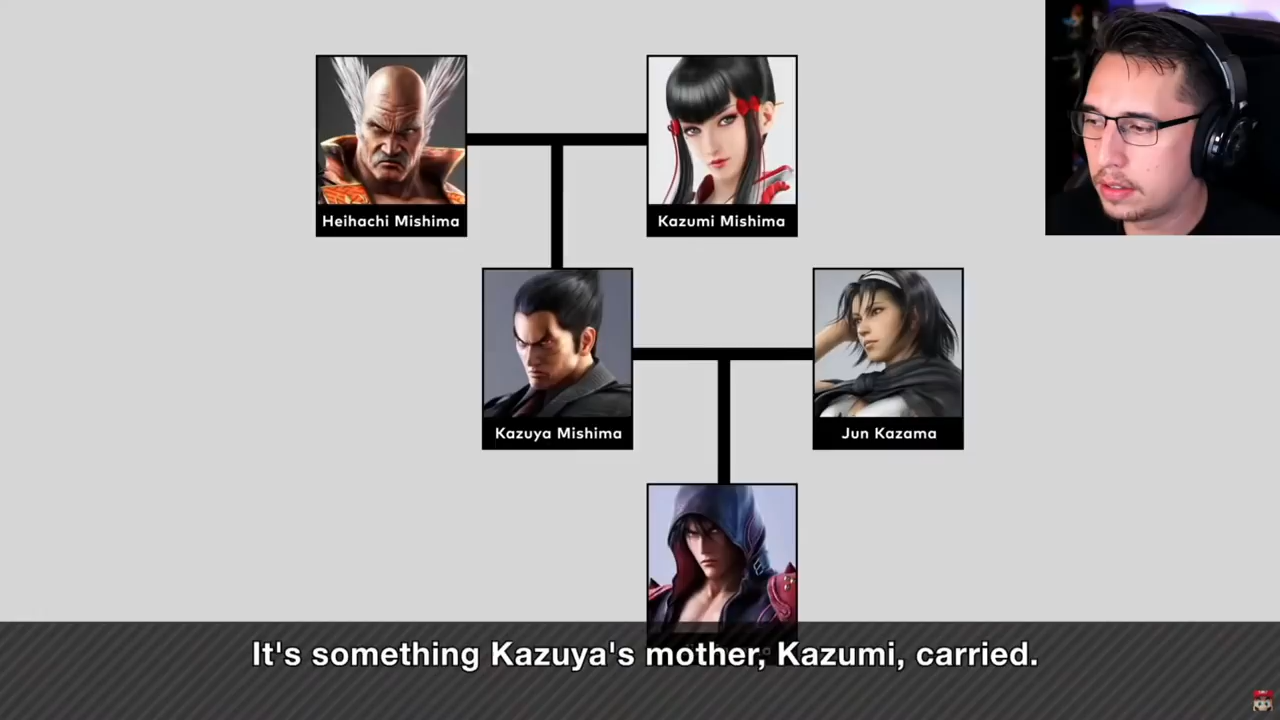 Heihachi Mishima
Kazumi Mishima
Kazuya Mishima
Jun Kazama
It's something Kazuya's mother, Kazumi, carried.